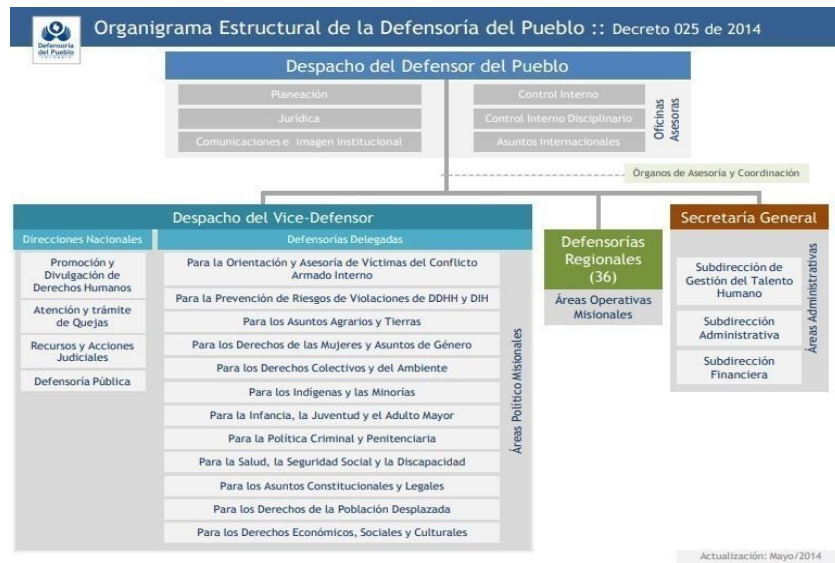 Organigrama Estructural de la Defensoría del Pueblo :: Decreto 025 de 2014
Defensoría
del Pueblo
COLOMBIA
Despacho del Defensor del Pueblo
Planeación
Jurídica
Comunicaciones e imagen institucional
Control Interno
Control Interno Disciplinario
Asuntos internacionales
Oficinas
Asesoras
Órganos de Asesoría y Coordinación
Despacho del Vice-Defensor
Direcciones Nacionales
Promoción y
Divulgación de
Derechos Humanos
Atención y trámite
de Quejas
Recursos y Acciones
Judiciales
Defensoría Pública
Defensorías Delegadas
Para la Orientación y Asesoría de Víctimas del Conflicto
Armado Interno
Para la Prevención de Riesgos de Violaciones de DDHH y DIH
Para los Asuntos Agrarios y Tierras
Para los Derechos de las Mujeres y Asuntos de Género
Para los Derechos Colectivos y del Ambiente
Para los Indígenas y las Minorías
Para la Infancia, la Juventud y el Adulto Mayor
Para la Política Criminal y Penitenciaria
Para la Salud, la Seguridad Social y la Discapacidad
Para los Asuntos Constitucionales y Legales
Para los Derechos de la Población Desplazada
Para los Derechos Económicos, Sociales y Culturales
Áreas Político Misionales
Defensorías
Regionales
(36)
Áreas Operativas
Misionales
Secretaría General
Subdirección de
Gestión del Talento
Humano
Subdirección
Administrativa
Subdirección
Financiera
Áreas Administrativas
Actualización: Mayo/2014